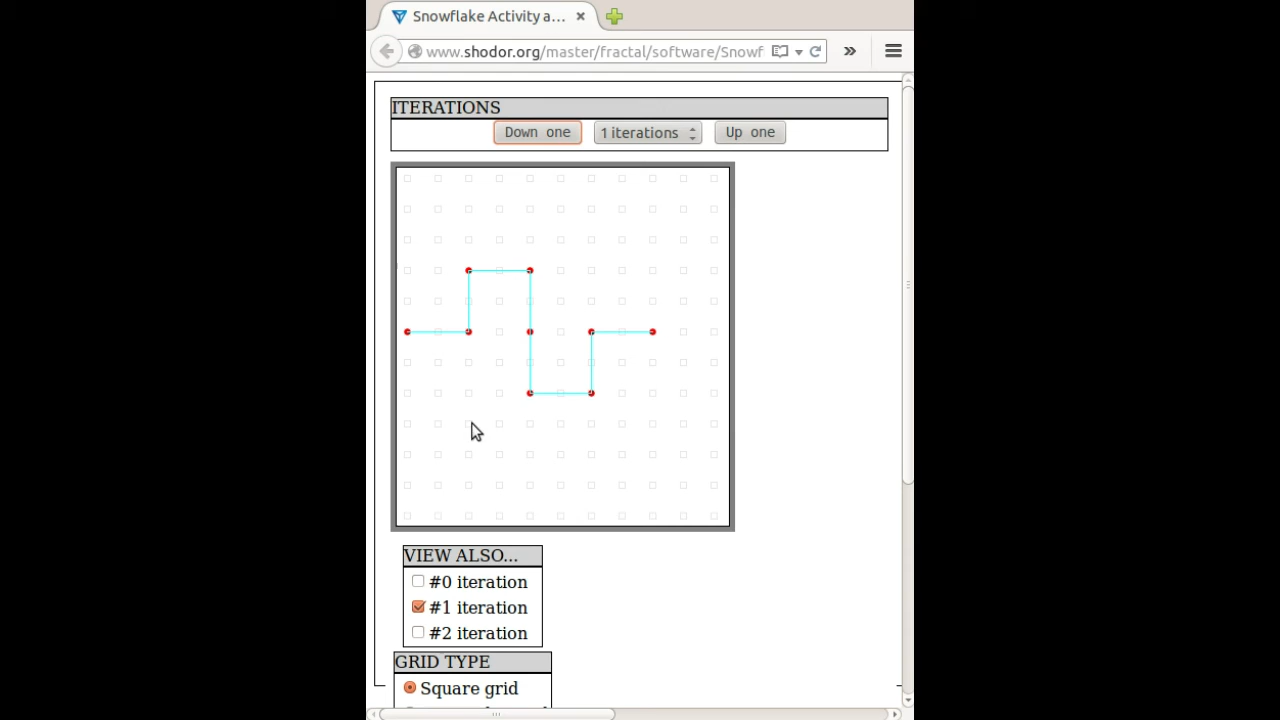 Snowflake Activity a...
www.shodor.org/master/fractal/software/Snowf
ITERATIONS
Down one 1 iterations Up one
VIEW ALSO...
#0 iteration
#1 iteration
#2 iteration
GRID TYPE
Square grid